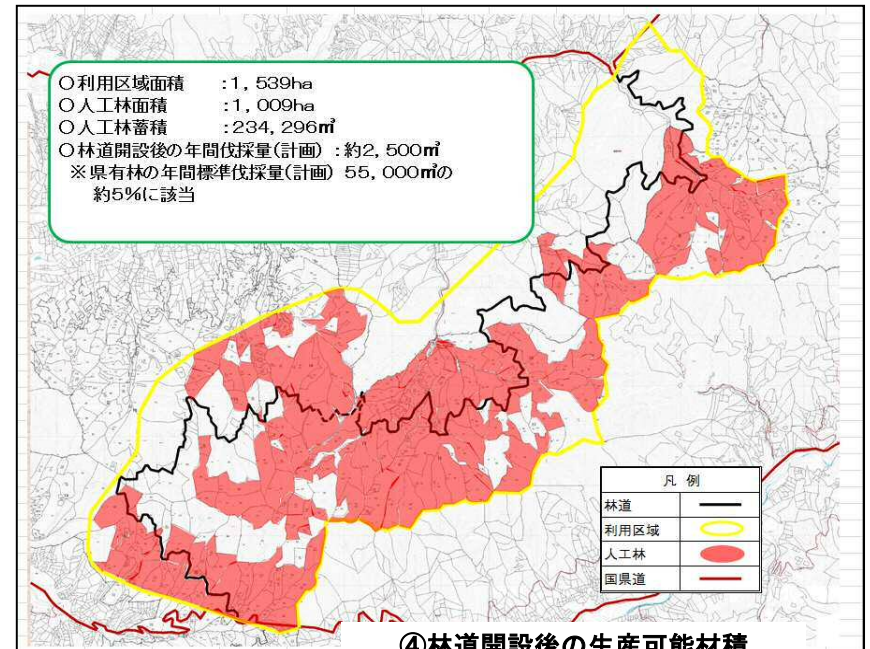 ○利用区域面積　　:1,539ha
○人工林面積　　　:1,009ha
○人工林蓄積　　　:234,296㎥
○林道開設後の年間伐採量(計画) :約2,500㎥
※県有林の年間標準伐採量(計画) 55,000㎥の
約5%に該当
凡 例
林道
利用区域
人工林
国県道
④林道開設後の生産可能材積